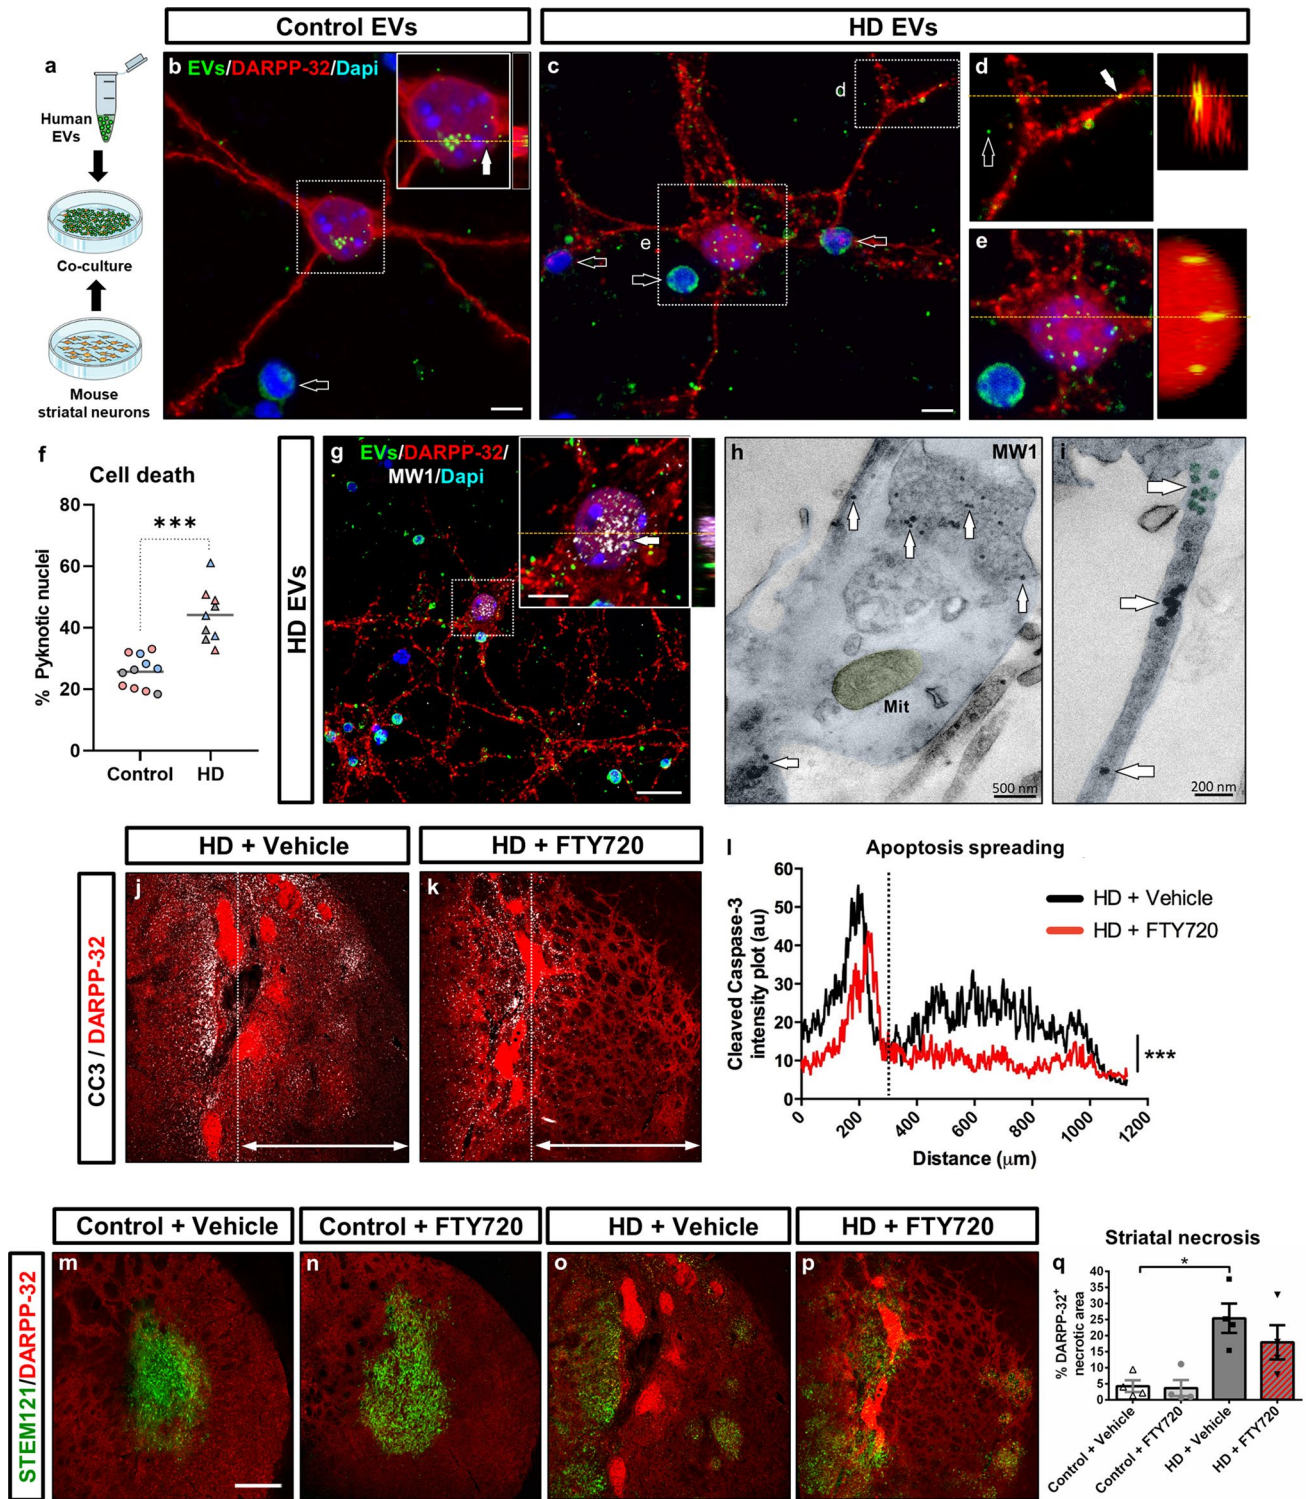 Control EVs
HD EVs
a
Human
EVs
Co-culture
Mouse
striatal neurons
b EVs/DARPP-32/Dapi
c
d
e
d
e
f
Cell death
***
% Pyknotic nuclei
80
60
40
20
0
Control HD
HD EVs
g EVs/DARPP-32/
MW1/Dapi
h MW1
Mit
500 nm
i
200 nm
HD + Vehicle
HD + FTY720
CC3 / DARPP-32
j
k
l
Apoptosis spreading
Cleaved Caspase-3
intensity plot (au)
60
50
40
30
20
10
0
HD + Vehicle
HD + FTY720
***
0 200 400 600 800 1000 1200
Distance (μm)
Control + Vehicle
Control + FTY720
HD + Vehicle
HD + FTY720
STEM121/DARPP-32
m
n
o
p
q
Striatal necrosis
*
% DARPP-32+
necrotic area
40
35
30
25
20
15
10
5
0
Control + Vehicle
Control + FTY720
HD + Vehicle
HD + FTY720